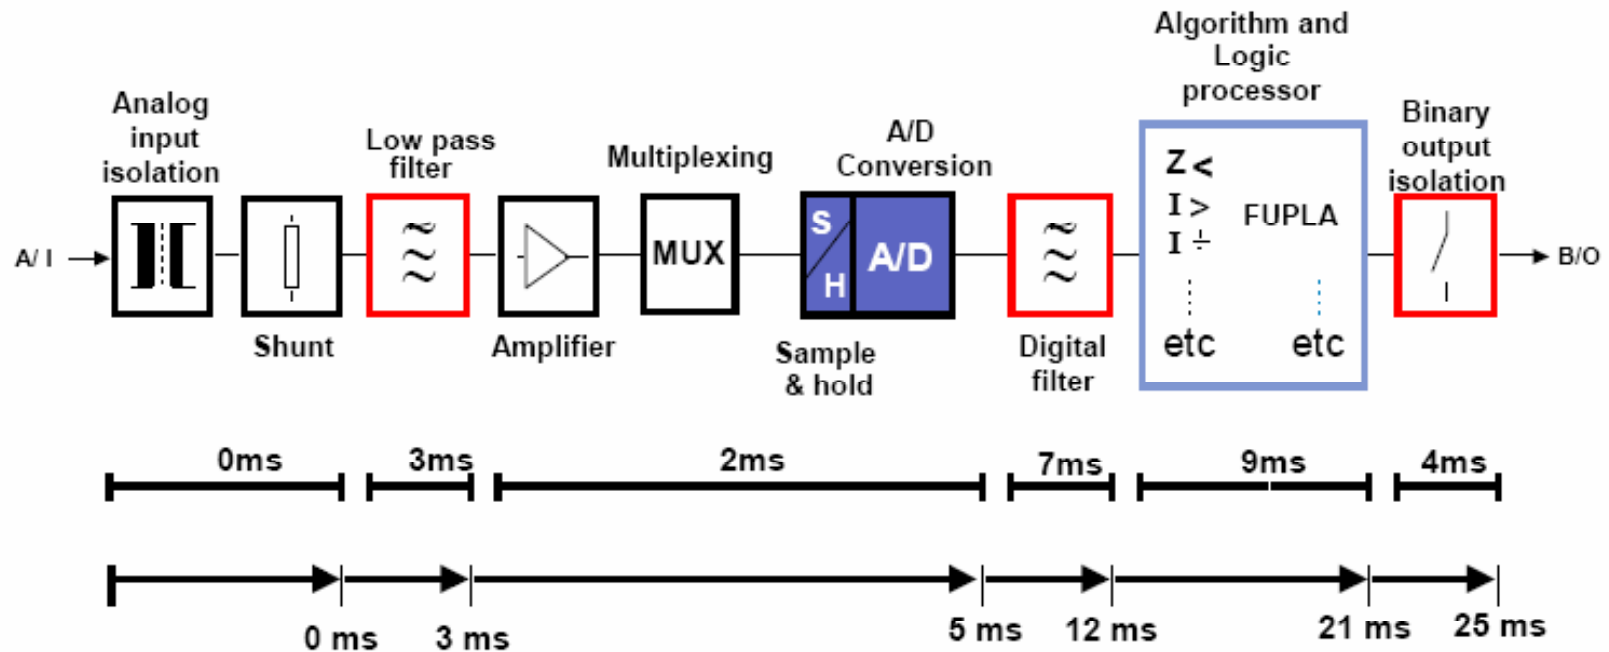 Algorithm and
Logic
processor
Analog
input
isolation
Low pass
filter
Multiplexing
A/D
Conversion
Binary
output
isolation
A/ I
MUX
S
H
A/D
Z <
I >
I ÷
FUPLA
etc
etc
B/O
Shunt
Amplifier
Sample
& hold
Digital
filter
0ms
3ms
2ms
7ms
9ms
4ms
0 ms
3 ms
5 ms
12 ms
21 ms
25 ms